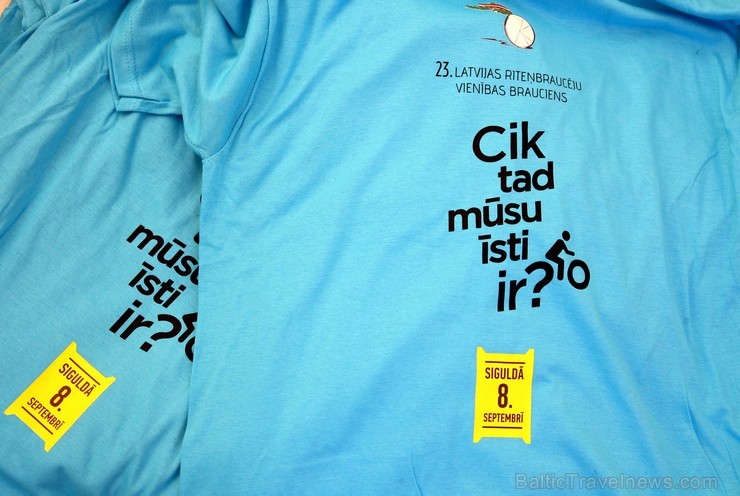 23. LATVIJAS RITEŅBRAUCĒJU
VIENĪBAS BRAUCIENS
Cik
tad
mūsu
īsti
ir?
SIGULDĀ
8.
SEPTEMBRĪ
mūsu
īsti
ir?
SIGULDĀ
8.
SEPTEMBRĪ
BalticTravelnews.com